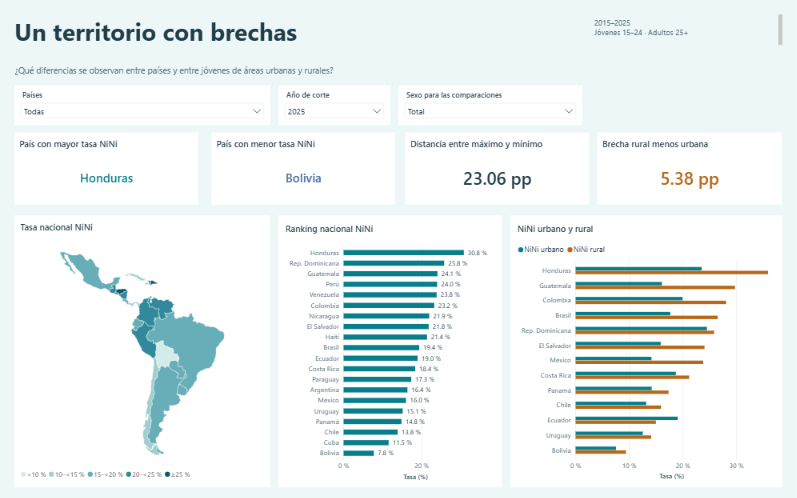 Un territorio con brechas
2015–2025
Jóvenes 15–24 · Adultos 25+
¿Qué diferencias se observan entre países y entre jóvenes de áreas urbanas y rurales?
Países
Todas
Año de corte
2025
Sexo para las comparaciones
Total
País con mayor tasa NiNi
Honduras
País con menor tasa NiNi
Bolivia
Distancia entre máximo y mínimo
23.06 pp
Brecha rural menos urbana
5.38 pp
Tasa nacional NiNi
<10 % 10–<15 % 15–<20 % 20–<25 % ≥25 %
Ranking nacional NiNi
Honduras 30.8 %
Rep. Dominicana 25.8 %
Guatemala 24.1 %
Perú 24.0 %
Venezuela 23.8 %
Colombia 23.2 %
Nicaragua 21.9 %
El Salvador 21.8 %
Haití 21.4 %
Brasil 19.4 %
Ecuador 19.0 %
Costa Rica 18.4 %
Paraguay 17.3 %
Argentina 16.4 %
México 16.0 %
Uruguay 15.1 %
Panamá 14.8 %
Chile 13.8 %
Cuba 11.5 %
Bolivia 7.8 %
0 % 20 %
Tasa (%)
NiNi urbano y rural
NiNi urbano NiNi rural
Honduras
Guatemala
Colombia
Brasil
Rep. Dominicana
El Salvador
México
Costa Rica
Panamá
Chile
Ecuador
Uruguay
Bolivia
0 % 10 % 20 % 30 %
Tasa (%)